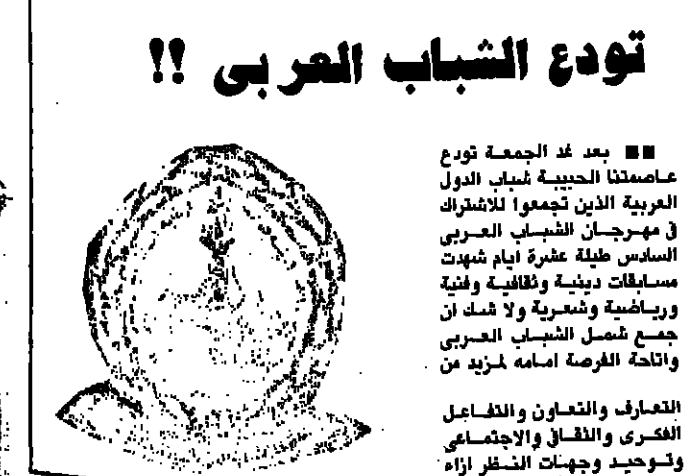 تودع الشباب العربى !!
■■ بعد غد الجمعة تودع
عاصمتنا الحبيبة شباب الدول
العربية الذين تجمعوا للاشتراك
فى مهرجان الشباب العربى
السادس طيلة عشرة ايام شهدت
مسابقات دينية وثقافية وفنية
ورياضية وشعرية ولا شك ان
جمع شمل الشباب العربى
واتاحة الفرصة امامه لمزيد من
التعارف والتعاون والتفاعل
الفكرى والثقافى والاجتماعى
وتوحيد وجهات النظر ازاء